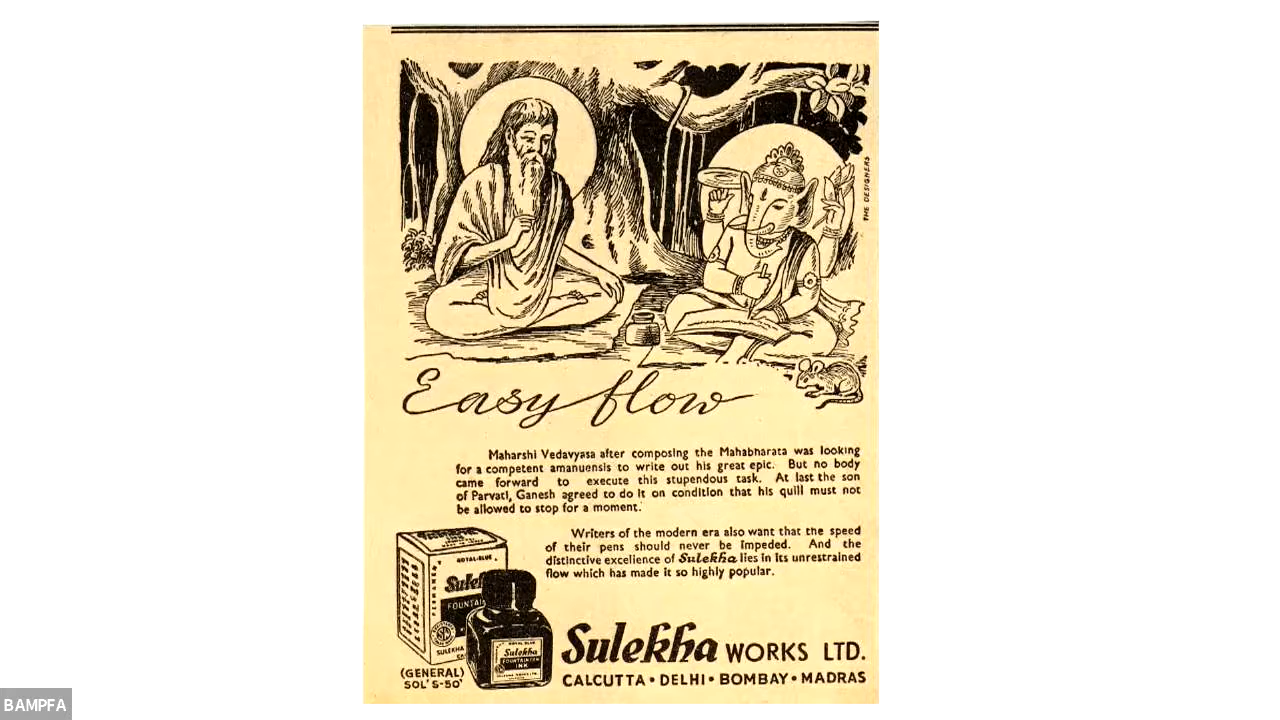 THE DESIGNERS
Easy flow
Maharshi Vedavyasa after composing the Mahabharata was looking
for a competent amanuensis to write out his great epic. But no body
came forward to execute this stupendous task. At last the son
of Parvati, Ganesh agreed to do it on condition that his quill must not
be allowed to stop for a moment.
Writers of the modern era also want that the speed
of their pens should never be impeded. And the
distinctive excellence of Sulekha lies in its unrestrained
flow which has made it so highly popular.
ROYAL-BLUE
PERMANENT
FOUNTAIN
SULEKHA
ROYAL BLUE
Sulekha
FOUNTAIN PEN
INK
(GENERAL)
SOL'S-50'
Sulekha WORKS LTD.
CALCUTTA • DELHI • BOMBAY • MADRAS
BAMPFA